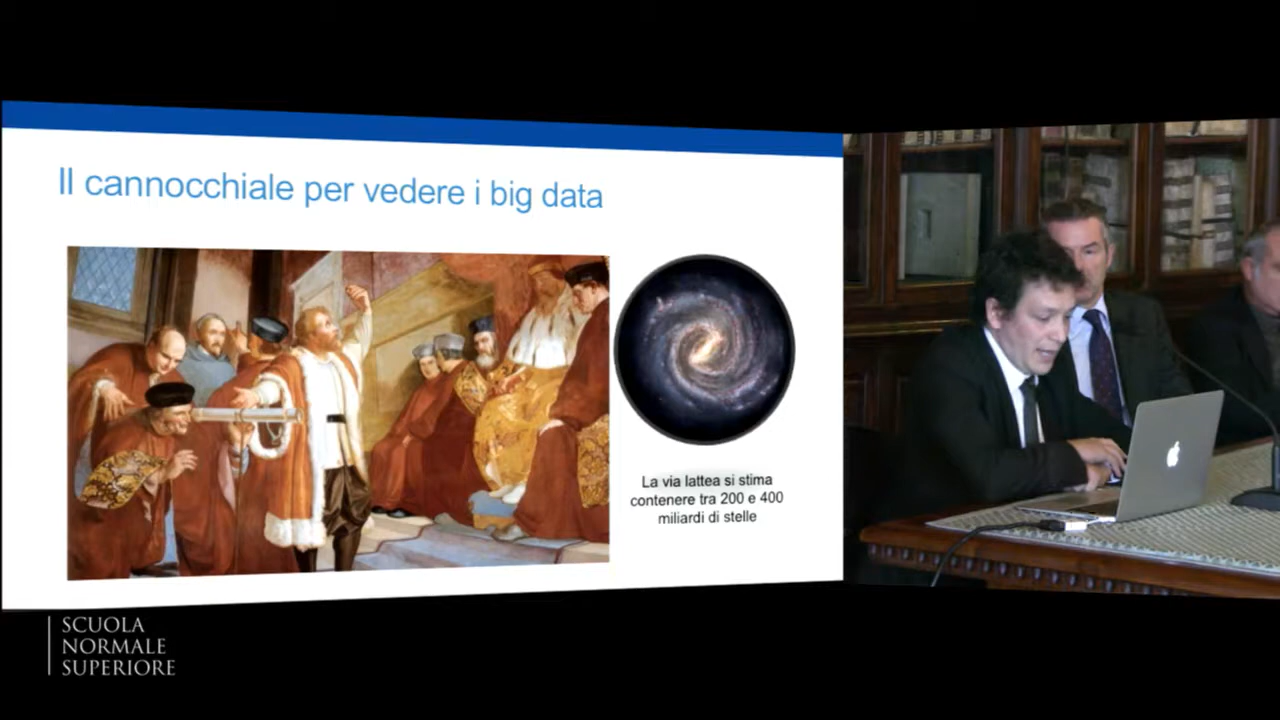 Il cannocchiale per vedere i big data
La via lattea si stima
contenere tra 200 e 400
miliardi di stelle
SCUOLA
NORMALE
SUPERIORE